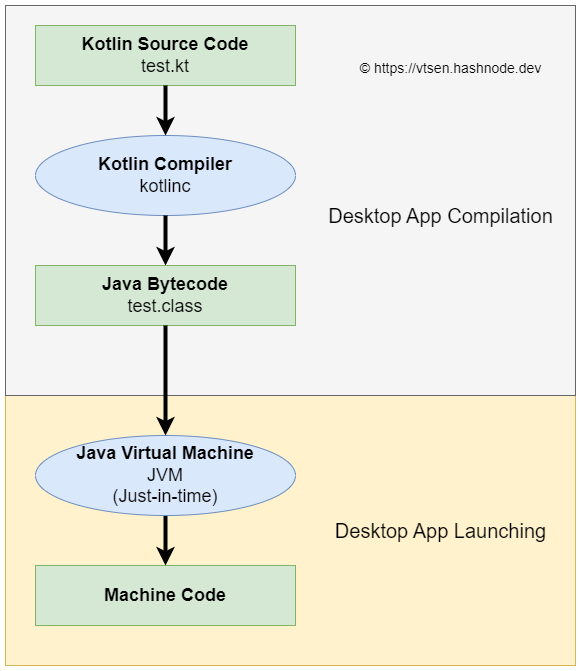 Kotlin Source Code
test.kt
© https://vtsen.hashnode.dev
Kotlin Compiler
kotlinc
Desktop App Compilation
Java Bytecode
test.class
Java Virtual Machine
JVM
(Just-in-time)
Desktop App Launching
Machine Code